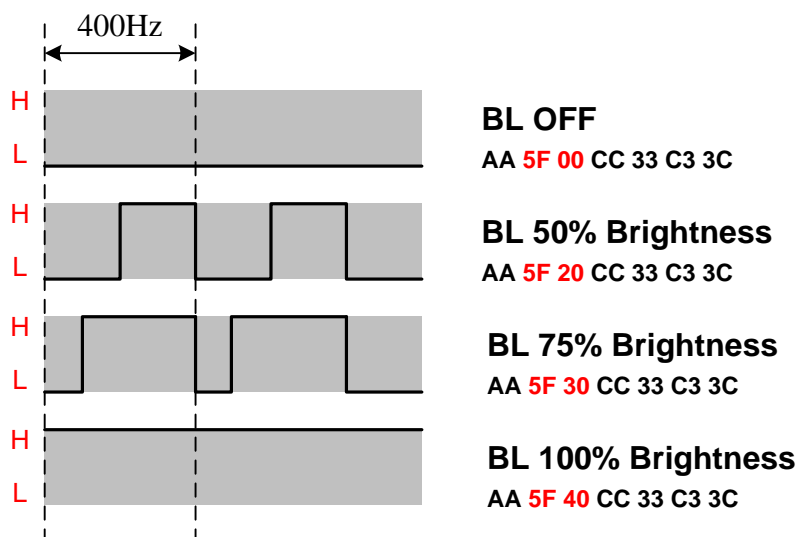 400Hz
H
BL OFF
L
AA 5F 00 CC 33 C3 3C
H
BL 50% Brightness
L
AA 5F 20 CC 33 C3 3C
H
BL 75% Brightness
L
AA 5F 30 CC 33 C3 3C
H
BL 100% Brightness
L
AA 5F 40 CC 33 C3 3C